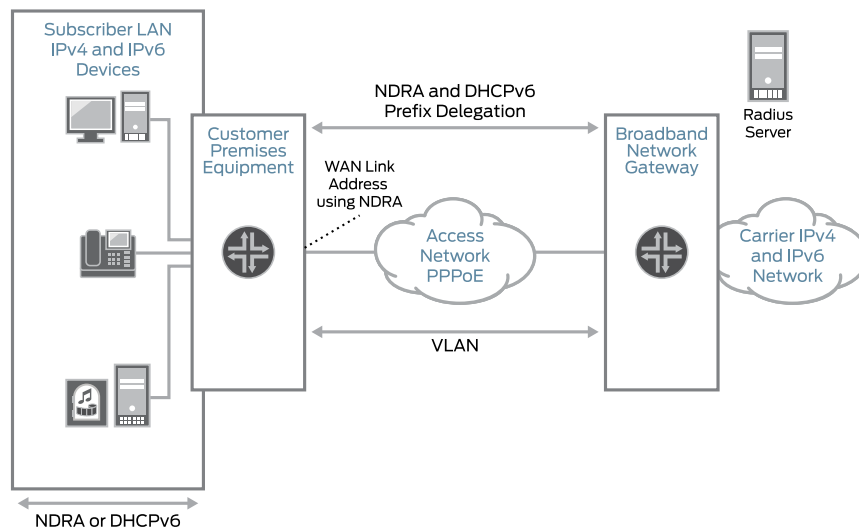 Subscriber LAN
IPv4 and IPv6
Devices
Customer
Premises
Equipment
NDRA and DHCPv6
Prefix Delegation
WAN Link
Address
using NDRA
Access
Network
PPPoE
VLAN
Broadband
Network
Gateway
Radius
Server
Carrier IPv4
and IPv6
Network
NDRA or DHCPv6